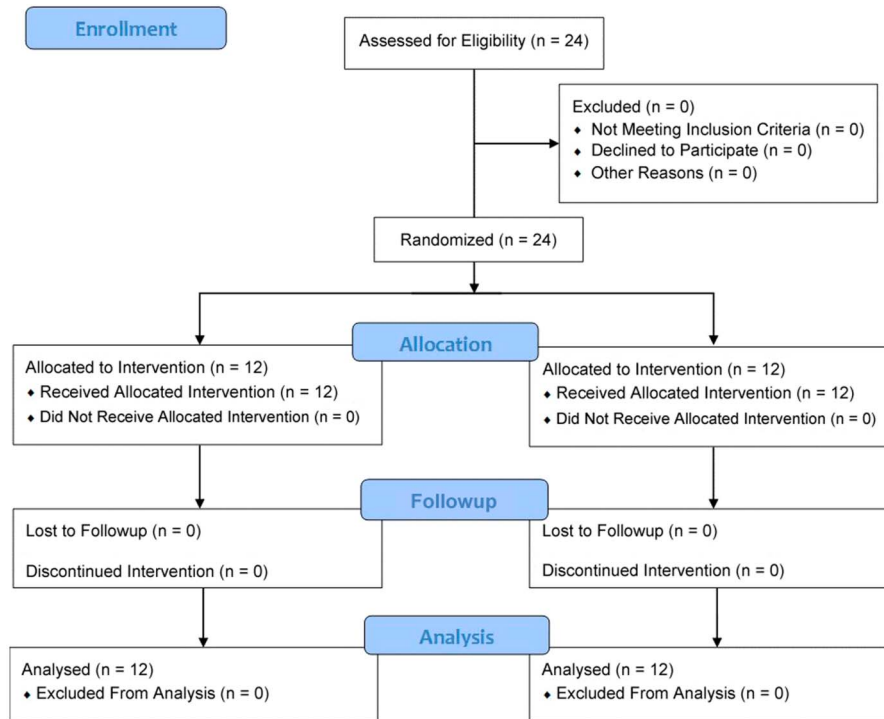 Enrollment
Assessed for Eligibility (n = 24)
Excluded (n = 0)
♦ Not Meeting Inclusion Criteria (n = 0)
♦ Declined to Participate (n = 0)
♦ Other Reasons (n = 0)
Randomized (n = 24)
Allocation
Allocated to Intervention (n = 12)
♦ Received Allocated Intervention (n = 12)
♦ Did Not Receive Allocated Intervention (n = 0)
Allocated to Intervention (n = 12)
♦ Received Allocated Intervention (n = 12)
♦ Did Not Receive Allocated Intervention (n = 0)
Followup
Lost to Followup (n = 0)
Discontinued Intervention (n = 0)
Lost to Followup (n = 0)
Discontinued Intervention (n = 0)
Analysis
Analysed (n = 12)
♦ Excluded From Analysis (n = 0)
Analysed (n = 12)
♦ Excluded From Analysis (n = 0)